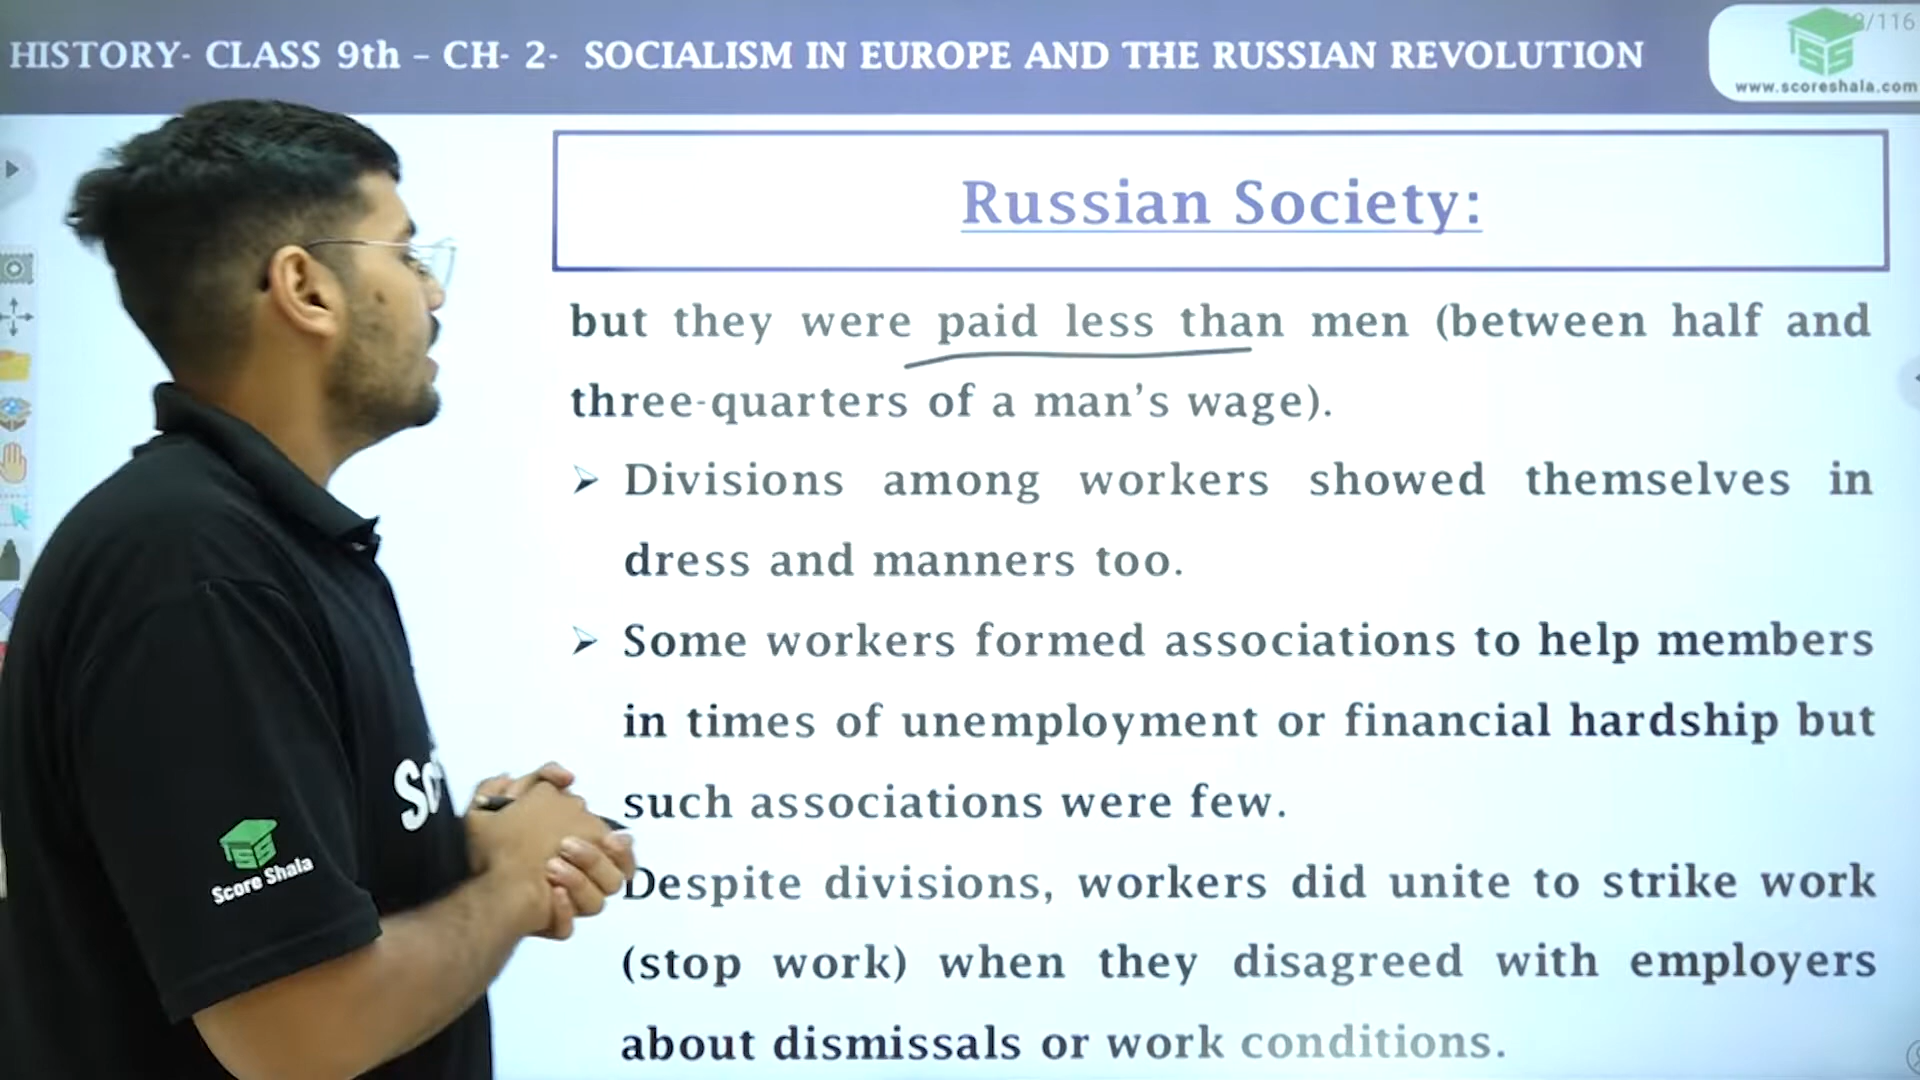 HISTORY- CLASS 9th – CH- 2- SOCIALISM IN EUROPE AND THE RUSSIAN REVOLUTION
/116
SS
www.scoreshala.com
Russian Society:
but they were paid less than men (between half and
three-quarters of a man's wage).
➢ Divisions among workers showed themselves in
dress and manners too.
➢ Some workers formed associations to help members
in times of unemployment or financial hardship but
such associations were few.
Despite divisions, workers did unite to strike work
(stop work) when they disagreed with employers
about dismissals or work conditions.
SS
Score Shala